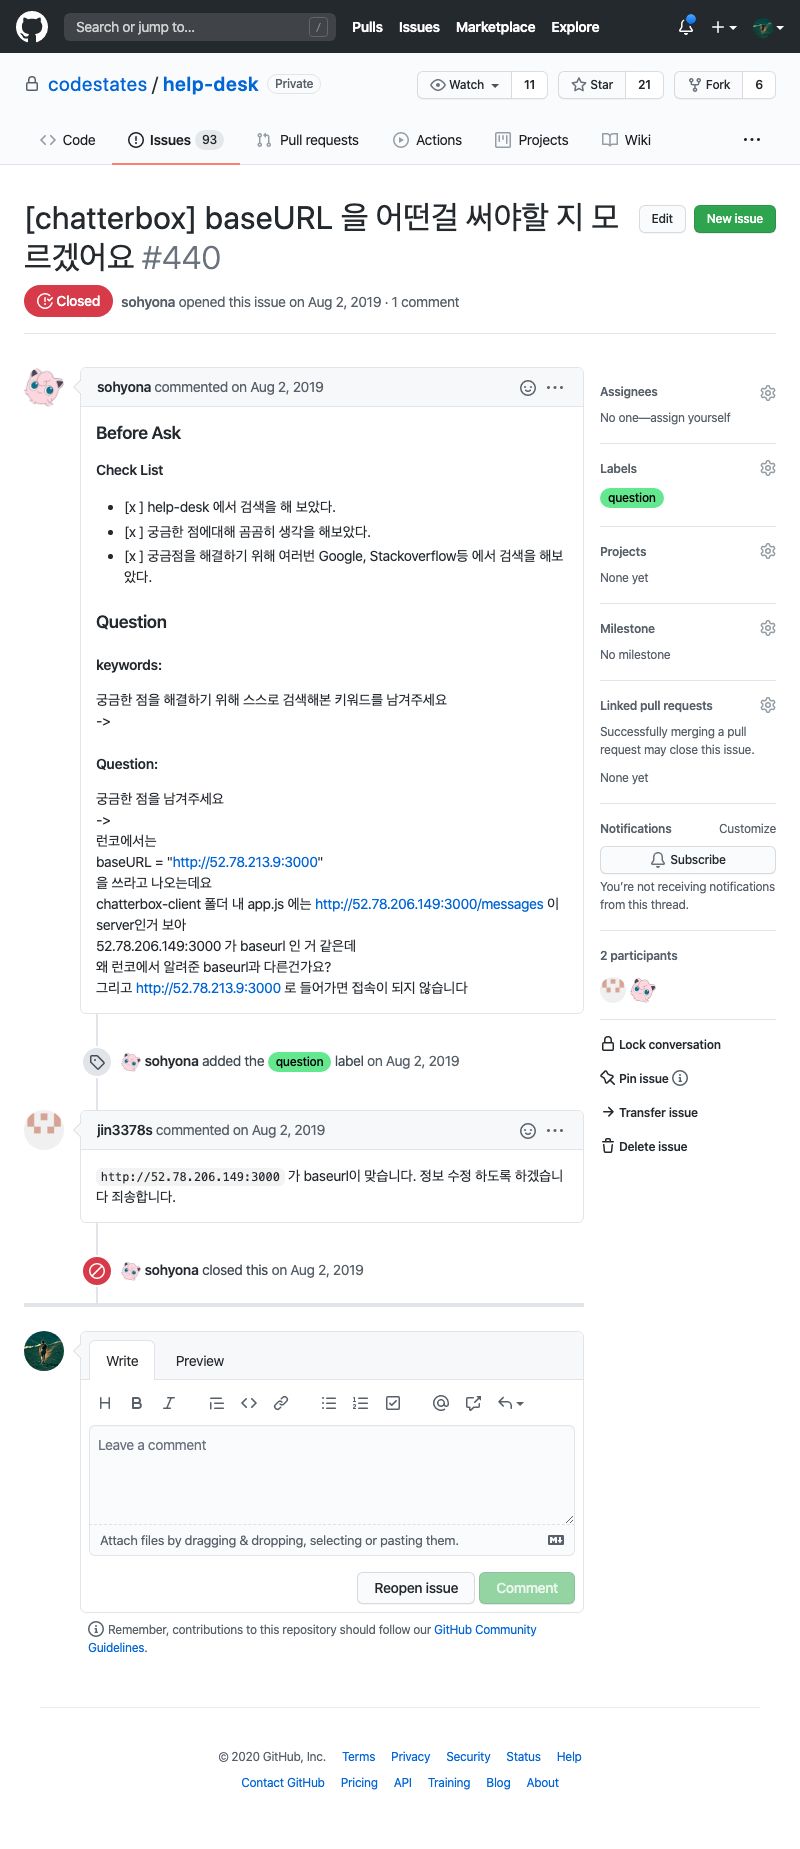 Search or jump to... /
Pulls Issues Marketplace Explore
codestates / help-desk Private
Watch 11 Star 21 Fork 6
Code Issues 93 Pull requests Actions Projects Wiki
[chatterbox] baseURL 을 어떤걸 써야할 지 모
르겠어요 #440
Edit New issue
Closed sohyona opened this issue on Aug 2, 2019 · 1 comment
sohyona commented on Aug 2, 2019
Before Ask
Check List
[x ] help-desk 에서 검색을 해 보았다.
[x ] 궁금한 점에대해 곰곰히 생각을 해보았다.
[x ] 궁금점을 해결하기 위해 여러번 Google, Stackoverflow등 에서 검색을 해보
았다.
Question
keywords:
궁금한 점을 해결하기 위해 스스로 검색해본 키워드를 남겨주세요
->
Question:
궁금한 점을 남겨주세요
->
런코에서는
baseURL = "http://52.78.213.9:3000"
을 쓰라고 나오는데요
chatterbox-client 폴더 내 app.js 에는 http://52.78.206.149:3000/messages 이
server인거 보아
52.78.206.149:3000 가 baseurl 인 거 같은데
왜 런코에서 알려준 baseurl과 다른건가요?
그리고 http://52.78.213.9:3000 로 들어가면 접속이 되지 않습니다
sohyona added the question label on Aug 2, 2019
jin3378s commented on Aug 2, 2019
http://52.78.206.149:3000 가 baseurl이 맞습니다. 정보 수정 하도록 하겠습니
다 죄송합니다.
sohyona closed this on Aug 2, 2019
Write Preview
H B I
Leave a comment
Attach files by dragging & dropping, selecting or pasting them.
Reopen issue Comment
Remember, contributions to this repository should follow our GitHub Community
Guidelines.
Assignees
No one—assign yourself
Labels
question
Projects
None yet
Milestone
No milestone
Linked pull requests
Successfully merging a pull
request may close this issue.
None yet
Notifications Customize
Subscribe
You're not receiving notifications
from this thread.
2 participants
Lock conversation
Pin issue
Transfer issue
Delete issue
© 2020 GitHub, Inc. Terms Privacy Security Status Help
Contact GitHub Pricing API Training Blog About